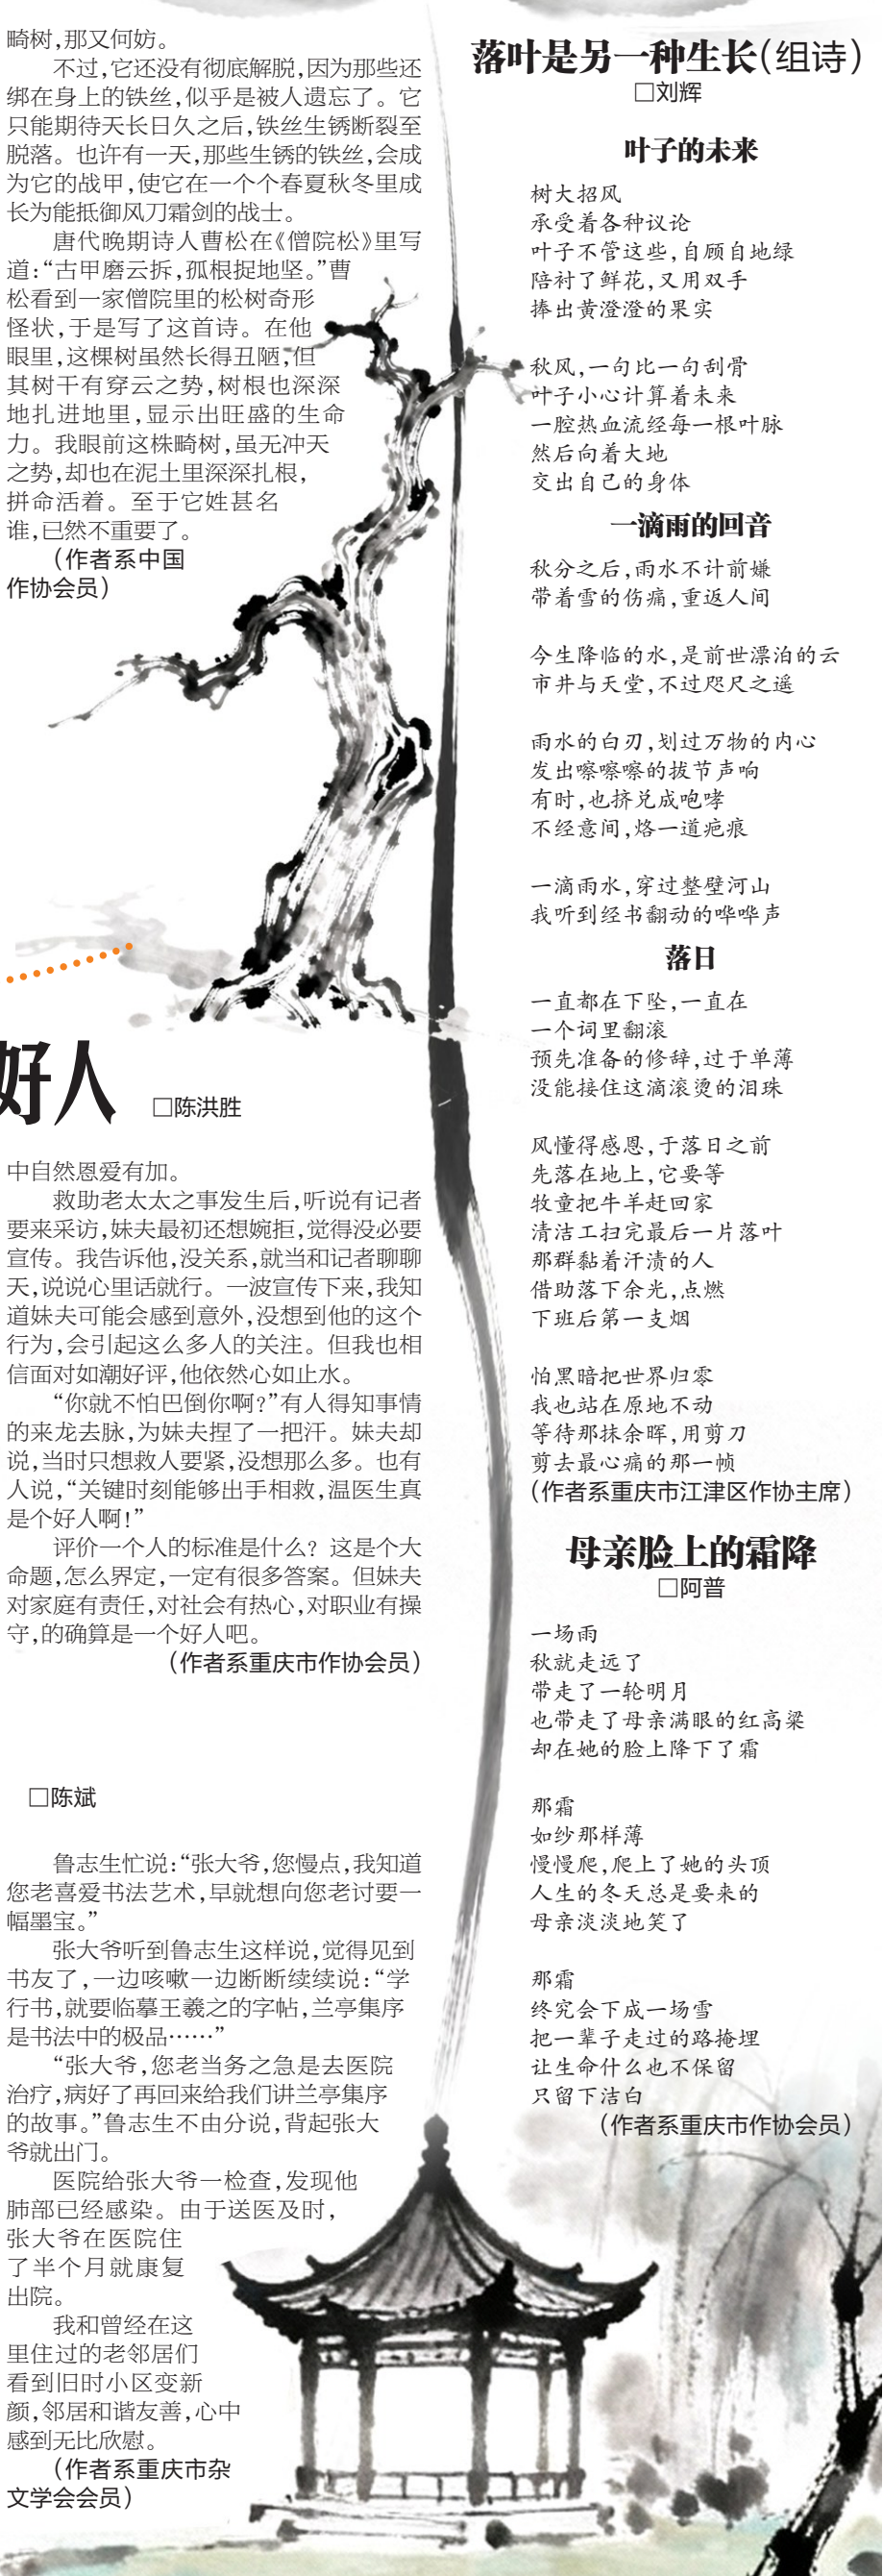 畸树,那又何妨。
不过,它还没有彻底解脱,因为那些还
绑在身上的铁丝,似乎是被人遗忘了。它
只能期待天长日久之后,铁丝生锈断裂至
脱落。也许有一天,那些生锈的铁丝,会成
为它的战甲,使它在一个个春夏秋冬里成
长为能抵御风刀霜剑的战士。
唐代晚期诗人曹松在《僧院松》里写
道:“古甲磨云拆,孤根捉地坚。”曹
松看到一家僧院里的松树奇形
怪状,于是写了这首诗。在他
眼里,这棵树虽然长得丑陋,但
其树干有穿云之势,树根也深深
地扎进地里,显示出旺盛的生命
力。我眼前这株畸树,虽无冲天
之势,却也在泥土里深深扎根,
拼命活着。至于它姓甚名
谁,已然不重要了。
（作者系中国
作协会员）
好人
□陈洪胜
中自然恩爱有加。
救助老太太之事发生后,听说有记者
要来采访,妹夫最初还想婉拒,觉得没必要
宣传。我告诉他,没关系,就当和记者聊聊
天,说说心里话就行。一波宣传下来,我知
道妹夫可能会感到意外,没想到他的这个
行为,会引起这么多人的关注。但我也相
信面对如潮好评,他依然心如止水。
“你就不怕巴倒你啊?”有人得知事情
的来龙去脉,为妹夫捏了一把汗。妹夫却
说,当时只想救人要紧,没想那么多。也有
人说,“关键时刻能够出手相救,温医生真
是个好人啊!”
评价一个人的标准是什么? 这是个大
命题,怎么界定,一定有很多答案。但妹夫
对家庭有责任,对社会有热心,对职业有操
守,的确算是一个好人吧。
（作者系重庆市作协会员）
□陈斌
鲁志生忙说:“张大爷,您慢点,我知道
您老喜爱书法艺术,早就想向您老讨要一
幅墨宝。”
张大爷听到鲁志生这样说,觉得见到
书友了,一边咳嗽一边断断续续说:“学
行书,就要临摹王羲之的字帖,兰亭集序
是书法中的极品……”
“张大爷,您老当务之急是去医院
治疗,病好了再回来给我们讲兰亭集序
的故事。”鲁志生不由分说,背起张大
爷就出门。
医院给张大爷一检查,发现他
肺部已经感染。由于送医及时,
张大爷在医院住
了半个月就康复
出院。
我和曾经在这
里住过的老邻居们
看到旧时小区变新
颜,邻居和谐友善,心中
感到无比欣慰。
（作者系重庆市杂
文学会会员）
落叶是另一种生长(组诗)
□刘辉
叶子的未来
树大招风
承受着各种议论
叶子不管这些,自顾自地绿
陪衬了鲜花,又用双手
捧出黄澄澄的果实
秋风,一句比一句刮骨
叶子小心计算着未来
一腔热血流经每一根叶脉
然后向着大地
交出自己的身体
一滴雨的回音
秋分之后,雨水不计前嫌
带着雪的伤痛,重返人间
今生降临的水,是前世漂泊的云
市井与天堂,不过咫尺之遥
雨水的白刃,划过万物的内心
发出嚓嚓嚓的拔节声响
有时,也挤兑成咆哮
不经意间,烙一道疤痕
一滴雨水,穿过整壁河山
我听到经书翻动的哗哗声
落日
一直都在下坠,一直在
一个词里翻滚
预先准备的修辞,过于单薄
没能接住这滴滚烫的泪珠
风懂得感恩,于落日之前
先落在地上,它要等
牧童把牛羊赶回家
清洁工扫完最后一片落叶
那群黏着汗渍的人
借助落下余光,点燃
下班后第一支烟
怕黑暗把世界归零
我也站在原地不动
等待那抹余晖,用剪刀
剪去最心痛的那一帧
（作者系重庆市江津区作协主席）
母亲脸上的霜降
□阿普
一场雨
秋就走远了
带走了一轮明月
也带走了母亲满眼的红高粱
却在她的脸上降下了霜
那霜
如纱那样薄
慢慢爬,爬上了她的头顶
人生的冬天总是要来的
母亲淡淡地笑了
那霜
终究会下成一场雪
把一辈子走过的路掩埋
让生命什么也不保留
只留下洁白
（作者系重庆市作协会员）